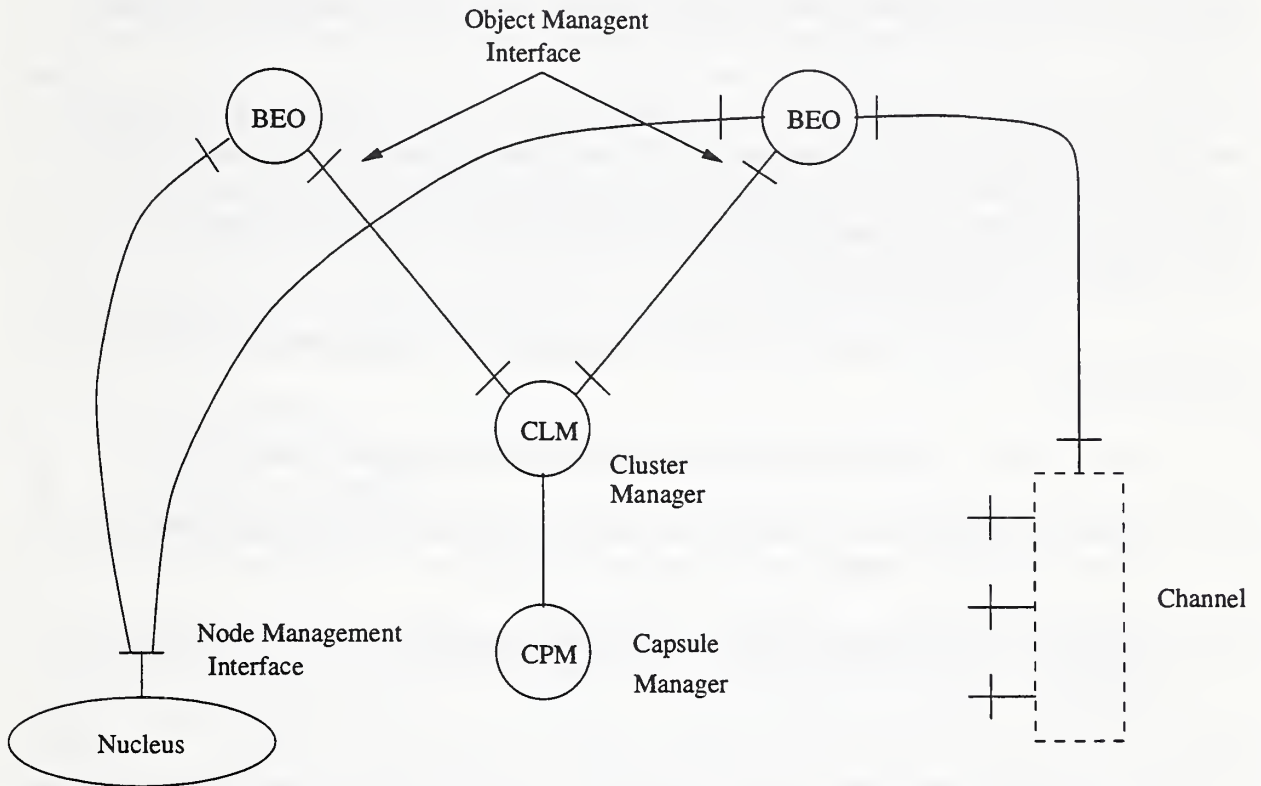 Object Managent
Interface
BEO
BEO
CLM
Cluster
Manager
Channel
Node Management
Interface
CPM
Capsule
Manager
Nucleus